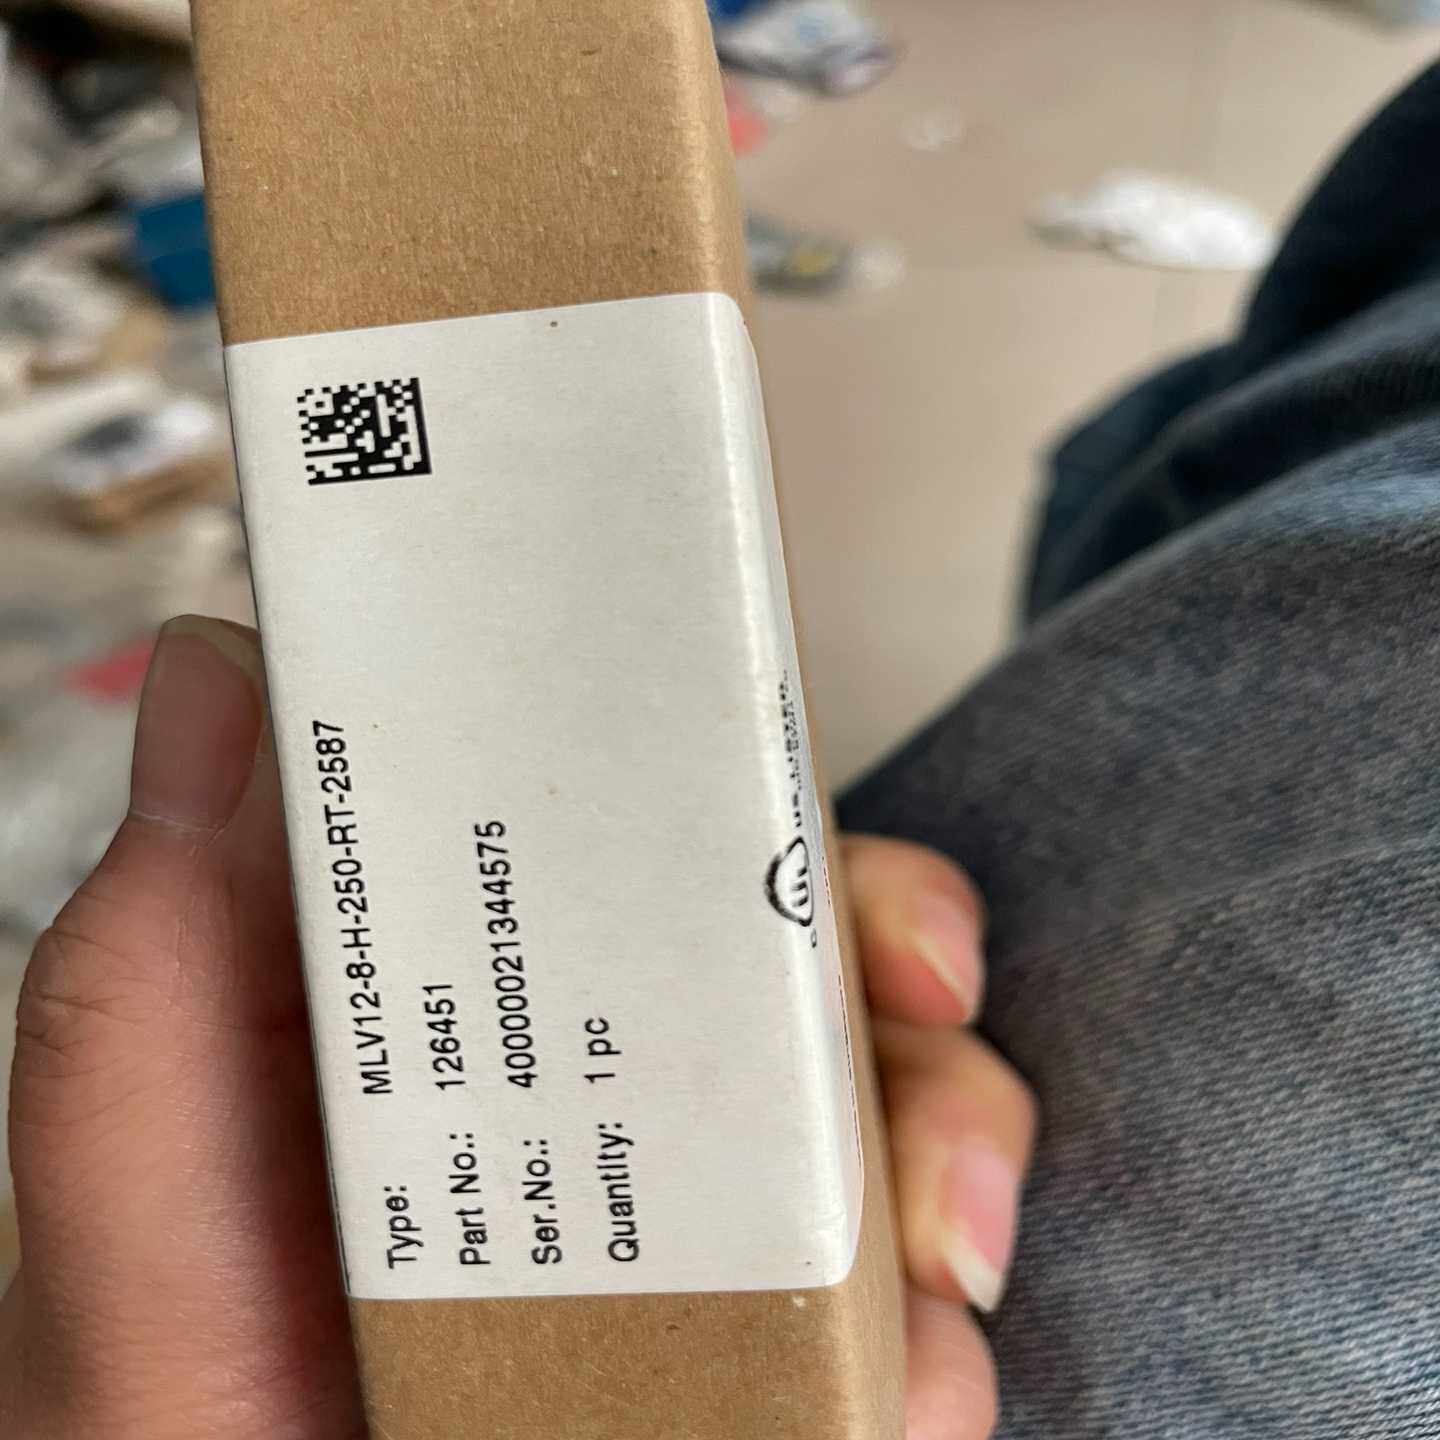 Type: MLV12-8-H-250-RT-2587
Part No.: 126451
Ser.No.: 40000021344575
Quantity: 1 pc